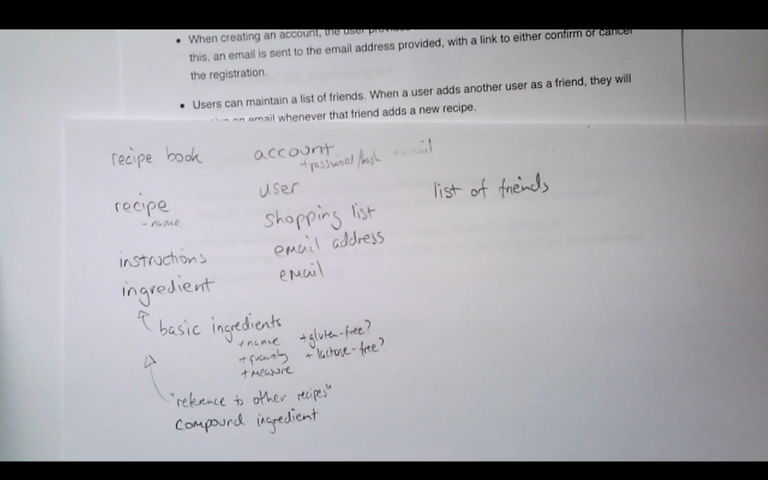 When creating an account, the user
this, an email is sent to the email address provided, with a link to either confirm or cancel
the registration.
Users can maintain a list of friends. When a user adds another user as a friend, they will
an email whenever that friend adds a new recipe.
recipe book
recipe
- name
instructions
ingredient
basic ingredients
+ name
+ quantity
+ measure
+ gluten-free?
+ lactose-free?
"reference to other recipes"
compound ingredient
account
+ password/hash + email
user
shopping list
email address
email
list of friends